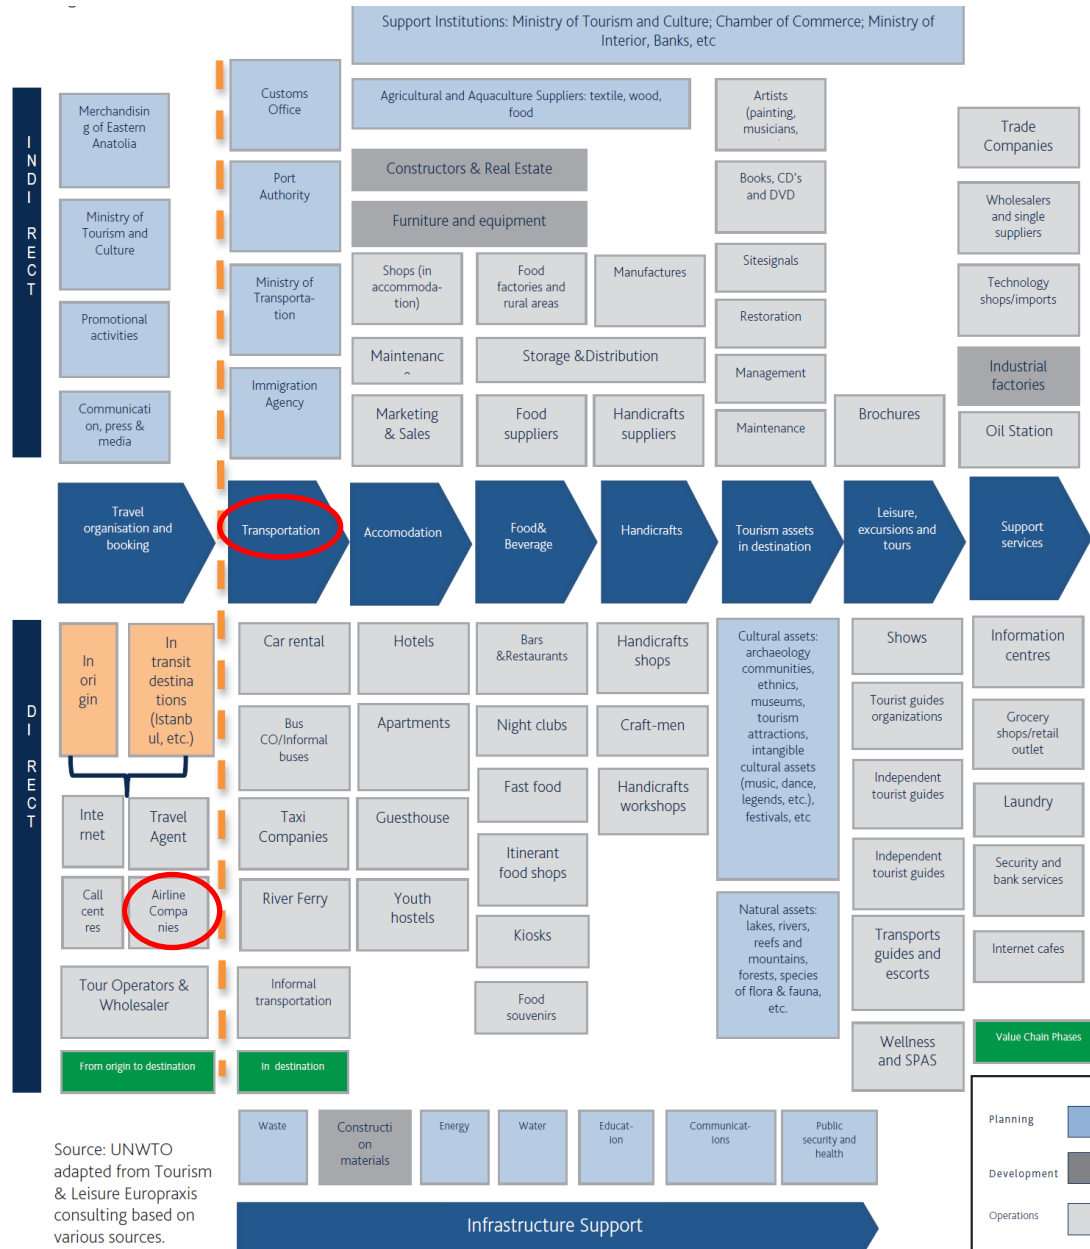 Support Institutions: Ministry of Tourism and Culture; Chamber of Commerce; Ministry of
Interior, Banks, etc
INDI RECT
Merchandisin
g of Eastern
Anatolia
Ministry of
Tourism and
Culture
Promotional
activities
Communicati
on, press &
media
Customs
Office
Port
Authority
Ministry of
Transporta-
tion
Immigration
Agency
Agricultural and Aquaculture Suppliers: textile, wood,
food
Constructors & Real Estate
Furniture and equipment
Shops (in
accommoda-
tion)
Food
factories and
rural areas
Manufactures
Maintenanc
Storage &Distribution
Marketing
& Sales
Food
suppliers
Handicrafts
suppliers
Artists
(painting,
musicians,
Books, CD's
and DVD
Sitesignals
Restoration
Management
Maintenance
Brochures
Trade
Companies
Wholesalers
and single
suppliers
Technology
shops/imports
Industrial
factories
Oil Station
Travel
organisation and
booking
Transportation
Accomodation
Food&
Beverage
Handicrafts
Tourism assets
in destination
Leisure,
excursions and
tours
Support
services
DI RECT
In
ori
gin
In
transit
destina
tions
(Istanb
ul, etc.)
Inte
rnet
Travel
Agent
Call
cent
res
Airline
Compa
nies
Tour Operators &
Wholesaler
From origin to destination
Car rental
Bus
CO/Informal
buses
Taxi
Companies
River Ferry
Informal
transportation
In destination
Hotels
Apartments
Guesthouse
Youth
hostels
Bars
&Restaurants
Night clubs
Fast food
Itinerant
food shops
Kiosks
Food
souvenirs
Handicrafts
shops
Craft-men
Handicrafts
workshops
Cultural assets:
archaeology
communities,
ethnics,
museums,
tourism
attractions,
intangible
cultural assets
(music, dance,
legends, etc.),
festivals, etc
Natural assets:
lakes, rivers,
reefs and
mountains,
forests, species
of flora & fauna,
etc.
Shows
Tourist guides
organizations
Independent
tourist guides
Independent
tourist guides
Transports
guides and
escorts
Wellness
and SPAS
Information
centres
Grocery
shops/retail
outlet
Laundry
Security and
bank services
Internet cafes
Value Chain Phases
Planning
Development
Operations
Waste
Constructi
on
materials
Energy
Water
Educat-
ion
Communicat-
ions
Public
security and
health
Infrastructure Support
Source: UNWTO
adapted from Tourism
& Leisure Europraxis
consulting based on
various sources.